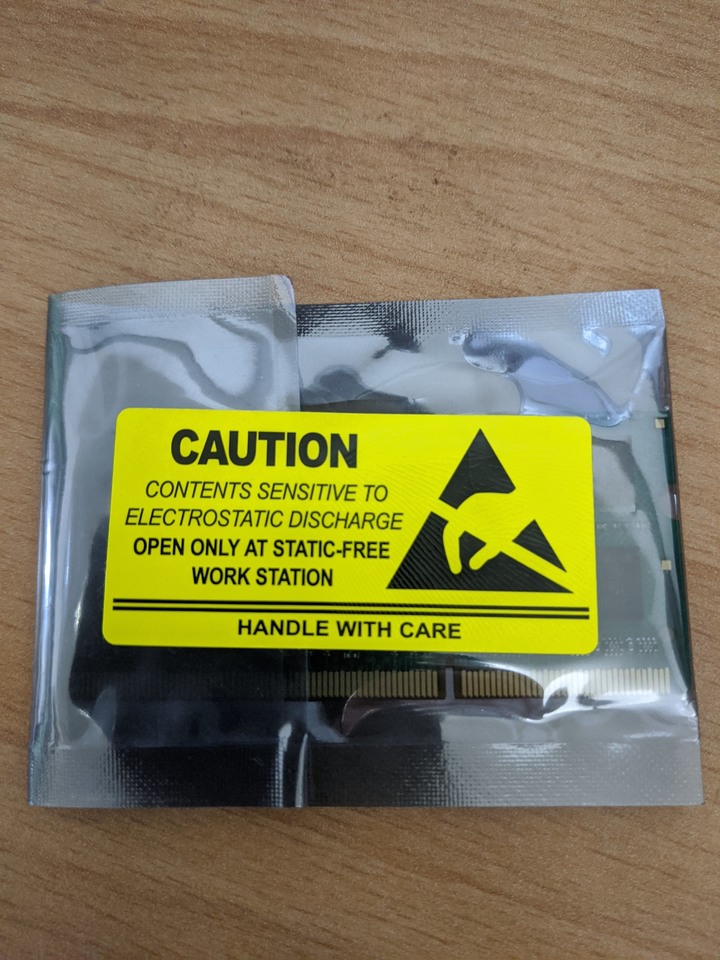 CAUTION
CONTENTS SENSITIVE TO
ELECTROSTATIC DISCHARGE
OPEN ONLY AT STATIC-FREE
WORK STATION
HANDLE WITH CARE